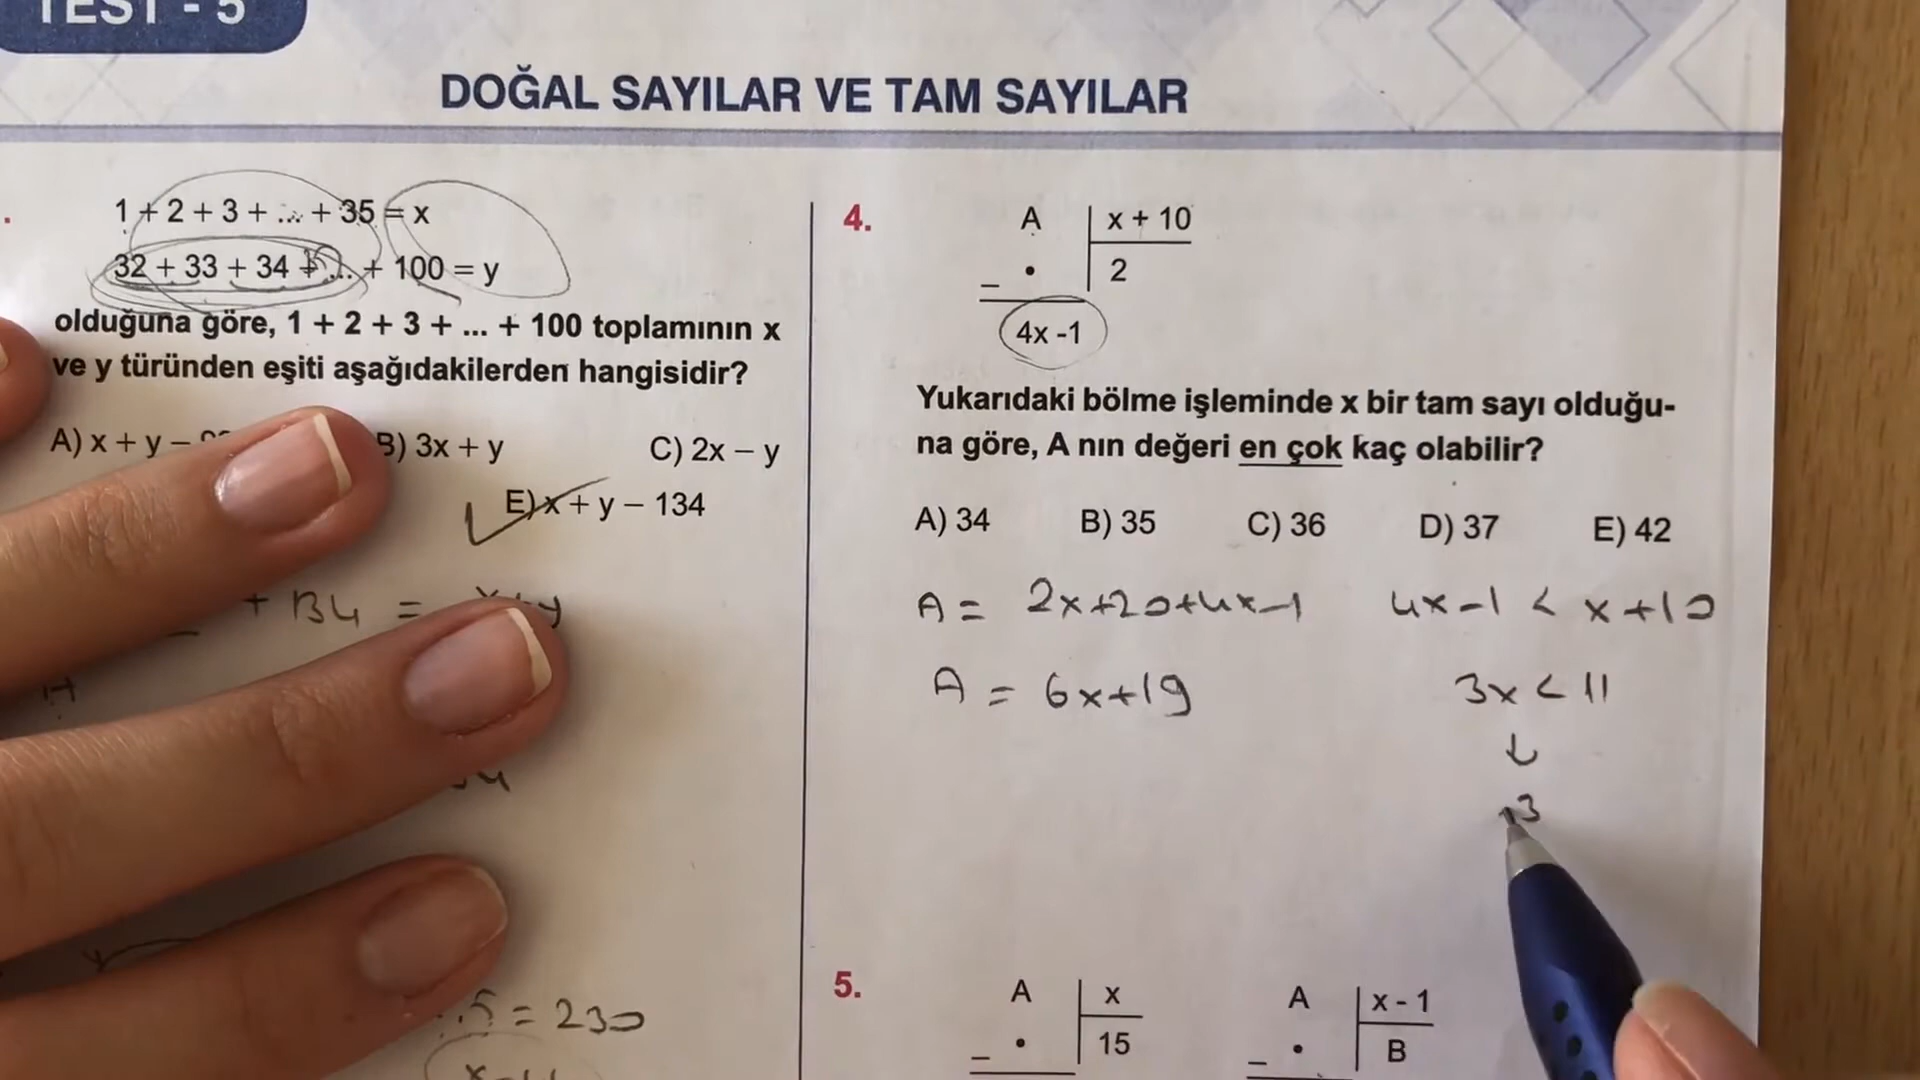 TEST - 5
DOĞAL SAYILAR VE TAM SAYILAR
1 + 2 + 3 + ... + 35 = x
32 + 33 + 34 + ... + 100 = y
olduğuna göre, 1 + 2 + 3 + ... + 100 toplamının x
ve y türünden eşiti aşağıdakilerden hangisidir?
A) x + y –
B) 3x + y
C) 2x – y
E) x + y – 134
+ 134 = x+y
.5 = 230
4.
A x + 10
– • 2
4x -1
Yukarıdaki bölme işleminde x bir tam sayı olduğu-
na göre, A nın değeri en çok kaç olabilir?
A) 34 B) 35 C) 36 D) 37 E) 42
A = 2x+20+4x-1
4x-1 < x+10
A = 6x+19
3x < 11
3
5.
A x
– • 15
A x - 1
– • B